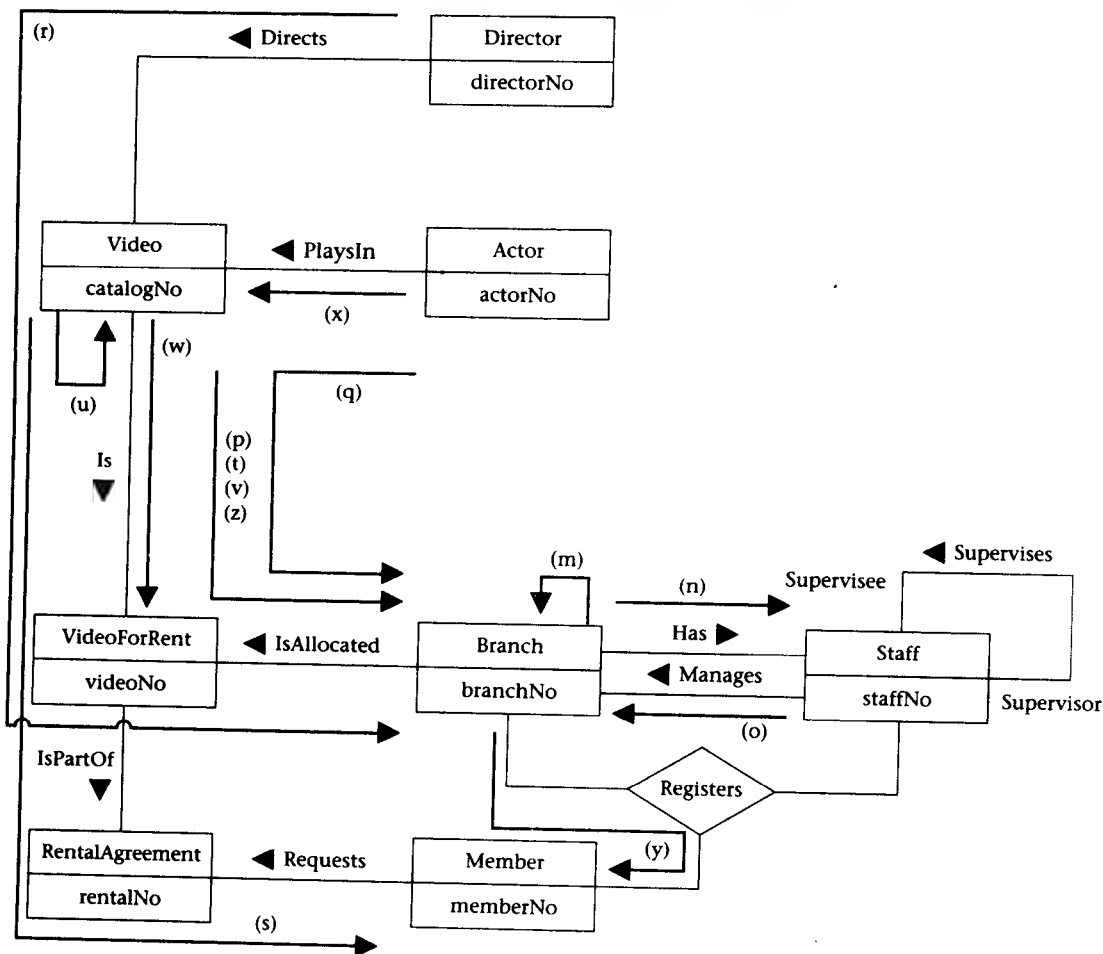 (r)
Directs
Director
directorNo
Video
catalogNo
PlaysIn
Actor
actorNo
(x)
(u)
(w)
(q)
(p)
(t)
(v)
(z)
Is
(m)
(n)
Supervises
Supervisee
VideoForRent
videoNo
IsAllocated
Branch
branchNo
Has
Manages
Staff
staffNo
Supervisor
(o)
IsPartOf
Registers
(y)
RentalAgreement
rentalNo
Requests
Member
memberNo
(s)